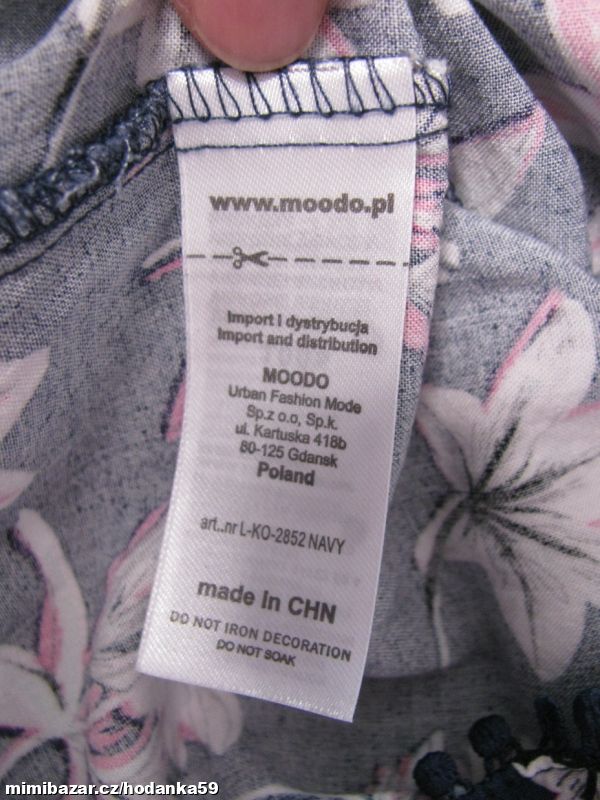 www.moodo.pl
Import i dystrybucja
Import and distribution
MOODO
Urban Fashion Mode
Sp.z o.o, Sp.k.
ul. Kartuska 418b
80-125 Gdansk
Poland
art..nr L-KO-2852 NAVY
made in CHN
DO NOT IRON DECORATION
DO NOT SOAK
mimibazar.cz/hodanka59